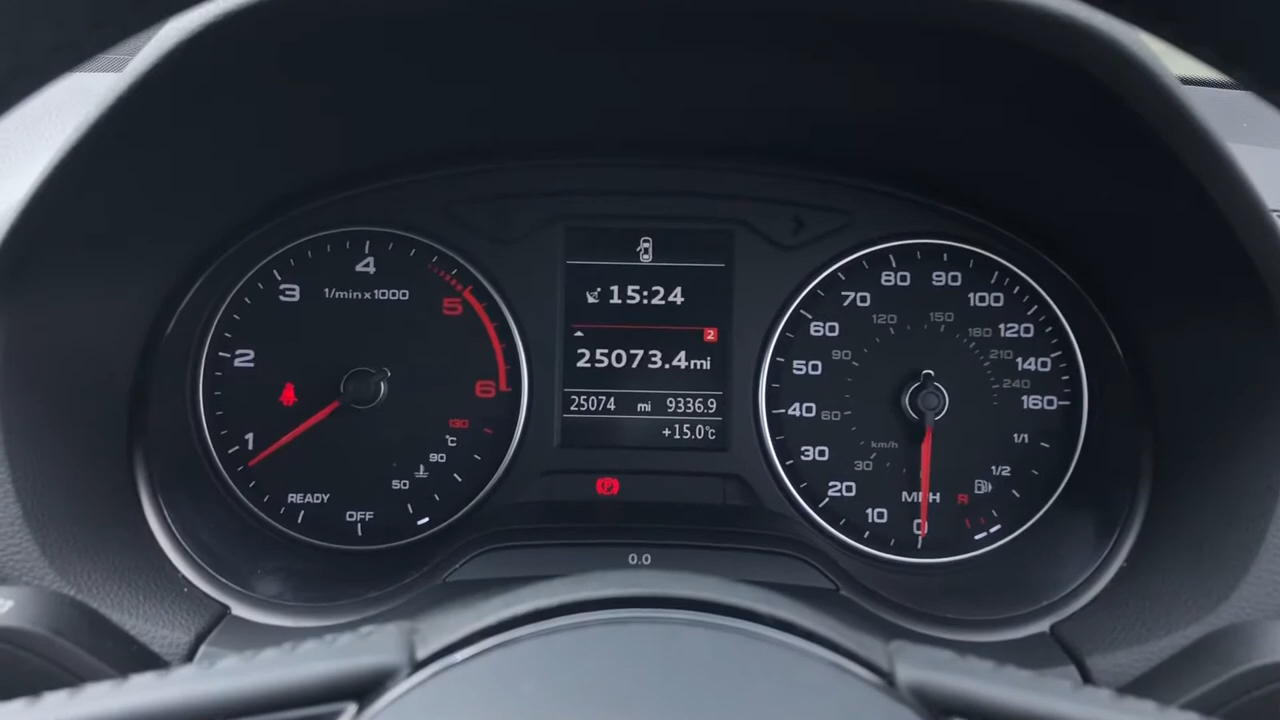 4
3
1/min x 1000
5
2
6
1
130
°C
90
50
READY
OFF
15:24
2
25073.4mi
25074 mi 9336.9
+15.0°C
P
0.0
80 90
70 100
120 150
60 180 120
50 90 210 140
240
40 60 160
km/h 1/1
30 30
1/2
20 MPH R
10 0